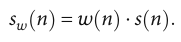 s_w(n) = w(n) · s(n).